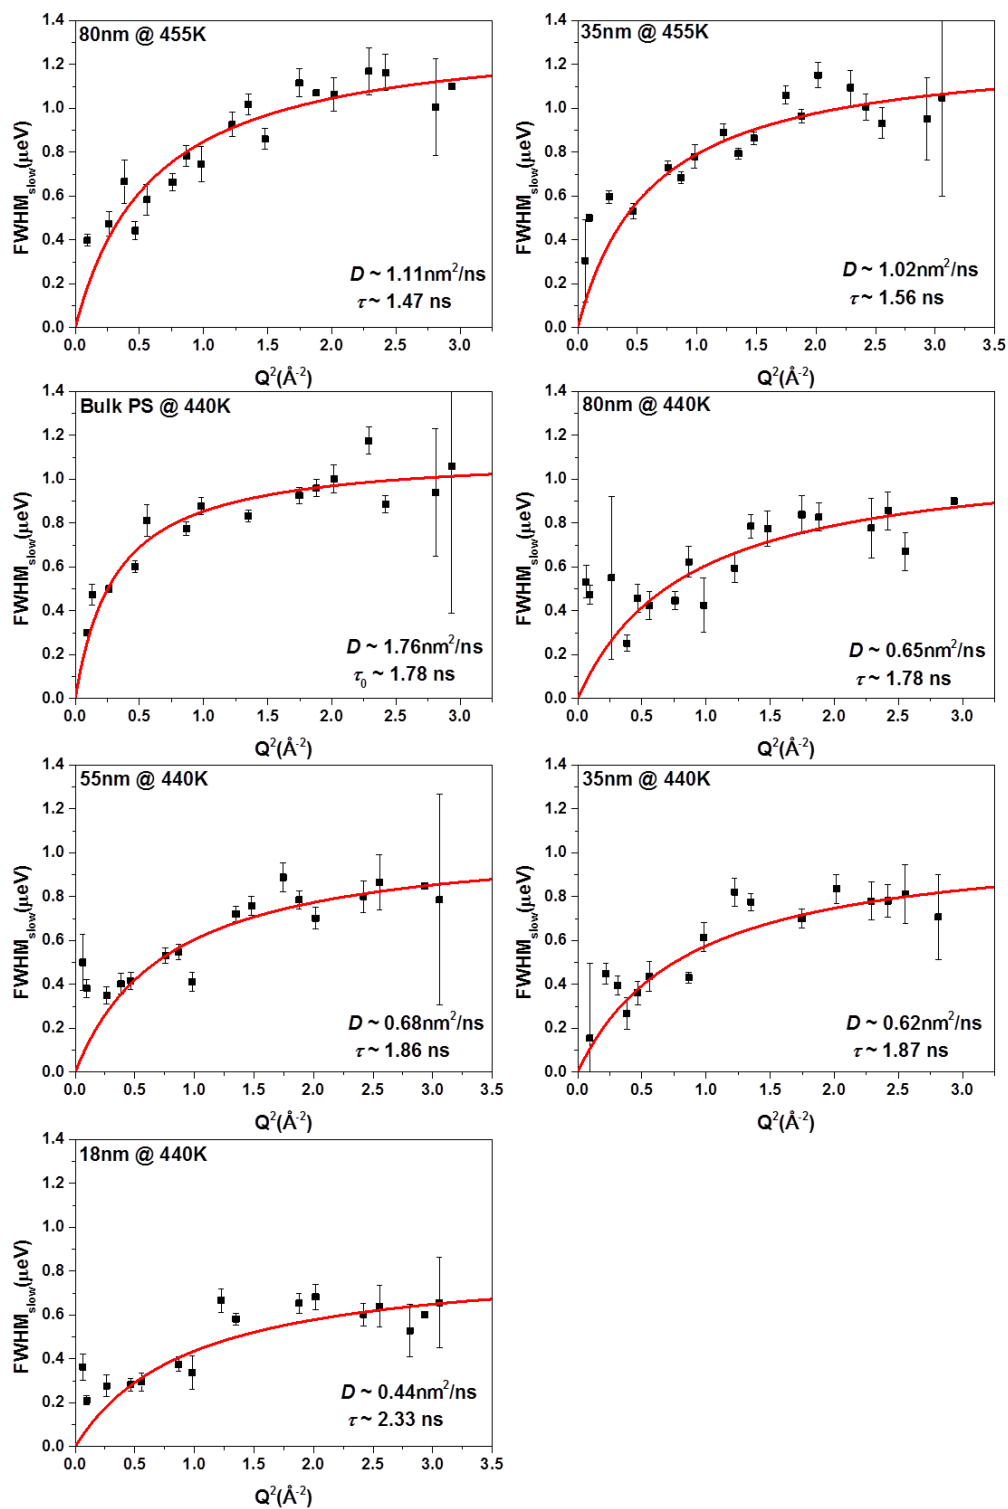 80nm @ 455K
FWHMslow(μeV)
1.4
1.2
1.0
0.8
0.6
0.4
0.2
0.0
D ~ 1.11nm²/ns
τ ~ 1.47 ns
0.0 0.5 1.0 1.5 2.0 2.5 3.0
Q²(Å⁻²)
35nm @ 455K
FWHMslow(μeV)
1.4
1.2
1.0
0.8
0.6
0.4
0.2
0.0
D ~ 1.02nm²/ns
τ ~ 1.56 ns
0.0 0.5 1.0 1.5 2.0 2.5 3.0 3.5
Q²(Å⁻²)
Bulk PS @ 440K
FWHMslow(μeV)
1.4
1.2
1.0
0.8
0.6
0.4
0.2
0.0
D ~ 1.76nm²/ns
τ₀ ~ 1.78 ns
0.0 0.5 1.0 1.5 2.0 2.5 3.0
Q²(Å⁻²)
80nm @ 440K
FWHMslow(μeV)
1.4
1.2
1.0
0.8
0.6
0.4
0.2
0.0
D ~ 0.65nm²/ns
τ ~ 1.78 ns
0.0 0.5 1.0 1.5 2.0 2.5 3.0
Q²(Å⁻²)
55nm @ 440K
FWHMslow(μeV)
1.4
1.2
1.0
0.8
0.6
0.4
0.2
0.0
D ~ 0.68nm²/ns
τ ~ 1.86 ns
0.0 0.5 1.0 1.5 2.0 2.5 3.0 3.5
Q²(Å⁻²)
35nm @ 440K
FWHMslow(μeV)
1.4
1.2
1.0
0.8
0.6
0.4
0.2
0.0
D ~ 0.62nm²/ns
τ ~ 1.87 ns
0.0 0.5 1.0 1.5 2.0 2.5 3.0
Q²(Å⁻²)
18nm @ 440K
FWHMslow(μeV)
1.4
1.2
1.0
0.8
0.6
0.4
0.2
0.0
D ~ 0.44nm²/ns
τ ~ 2.33 ns
0.0 0.5 1.0 1.5 2.0 2.5 3.0 3.5
Q²(Å⁻²)